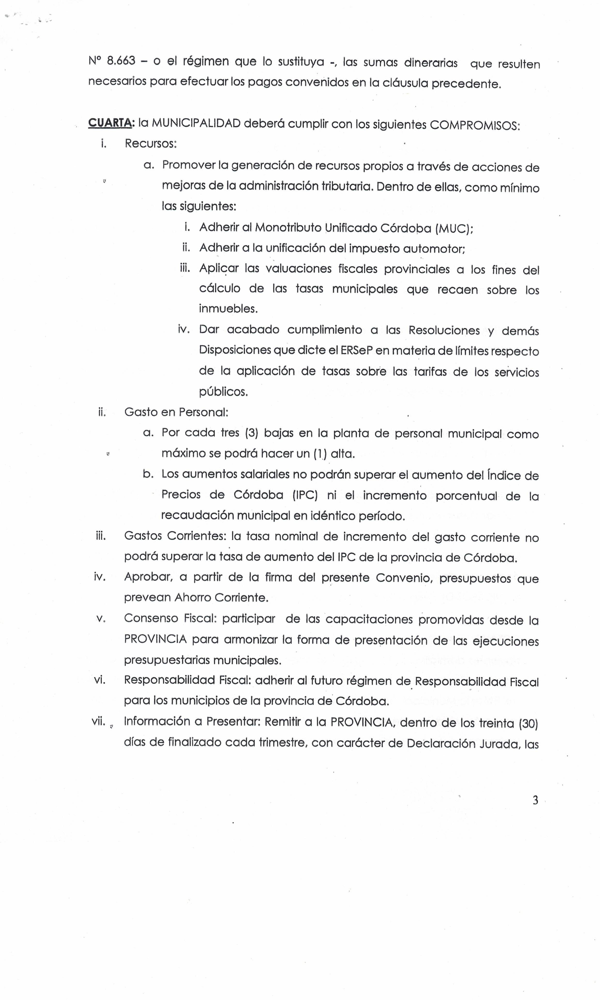 Nº 8.663 – o el régimen que lo sustituya -, las sumas dinerarias que resulten
necesarios para efectuar los pagos convenidos en la cláusula precedente.
CUARTA: la MUNICIPALIDAD deberá cumplir con los siguientes COMPROMISOS:
i. Recursos:
a. Promover la generación de recursos propios a través de acciones de
mejoras de la administración tributaria. Dentro de ellas, como mínimo
las siguientes:
i. Adherir al Monotributo Unificado Córdoba (MUC);
ii. Adherir a la unificación del impuesto automotor;
iii. Aplicar las valuaciones fiscales provinciales a los fines del
cálculo de las tasas municipales que recaen sobre los
inmuebles.
iv. Dar acabado cumplimiento a las Resoluciones y demás
Disposiciones que dicte el ERSeP en materia de límites respecto
de la aplicación de tasas sobre las tarifas de los servicios
públicos.
ii. Gasto en Personal:
a. Por cada tres (3) bajas en la planta de personal municipal como
máximo se podrá hacer un (1) alta.
b. Los aumentos salariales no podrán superar el aumento del Índice de
Precios de Córdoba (IPC) ni el incremento porcentual de la
recaudación municipal en idéntico período.
iii. Gastos Corrientes: la tasa nominal de incremento del gasto corriente no
podrá superar la tasa de aumento del IPC de la provincia de Córdoba.
iv. Aprobar, a partir de la firma del presente Convenio, presupuestos que
prevean Ahorro Corriente.
v. Consenso Fiscal: participar de las capacitaciones promovidas desde la
PROVINCIA para armonizar la forma de presentación de las ejecuciones
presupuestarias municipales.
vi. Responsabilidad Fiscal: adherir al futuro régimen de Responsabilidad Fiscal
para los municipios de la provincia de Córdoba.
vii. Información a Presentar: Remitir a la PROVINCIA, dentro de los treinta (30)
días de finalizado cada trimestre, con carácter de Declaración Jurada, las
3